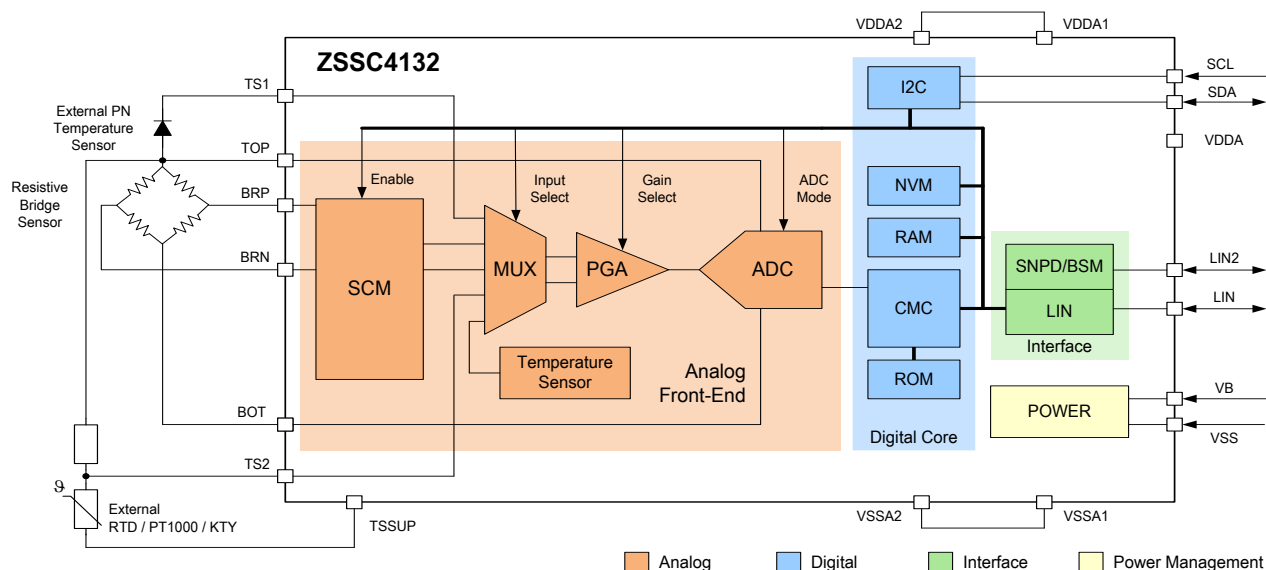 VDDA2
VDDA1
ZSSC4132
TS1
I2C
SCL
SDA
External PN
Temperature
Sensor
VDDA
TOP
Resistive
Bridge
Sensor
Enable
Input
Select
Gain
Select
ADC
Mode
NVM
BRP
RAM
BRN
SCM
MUX
PGA
ADC
CMC
SNPD/BSM
LIN2
LIN
LIN
Interface
Temperature
Sensor
Analog
Front-End
ROM
POWER
VB
BOT
Digital Core
VSS
TS2
ϑ
External
RTD / PT1000 / KTY
TSSUP
VSSA2
VSSA1
Analog
Digital
Interface
Power Management